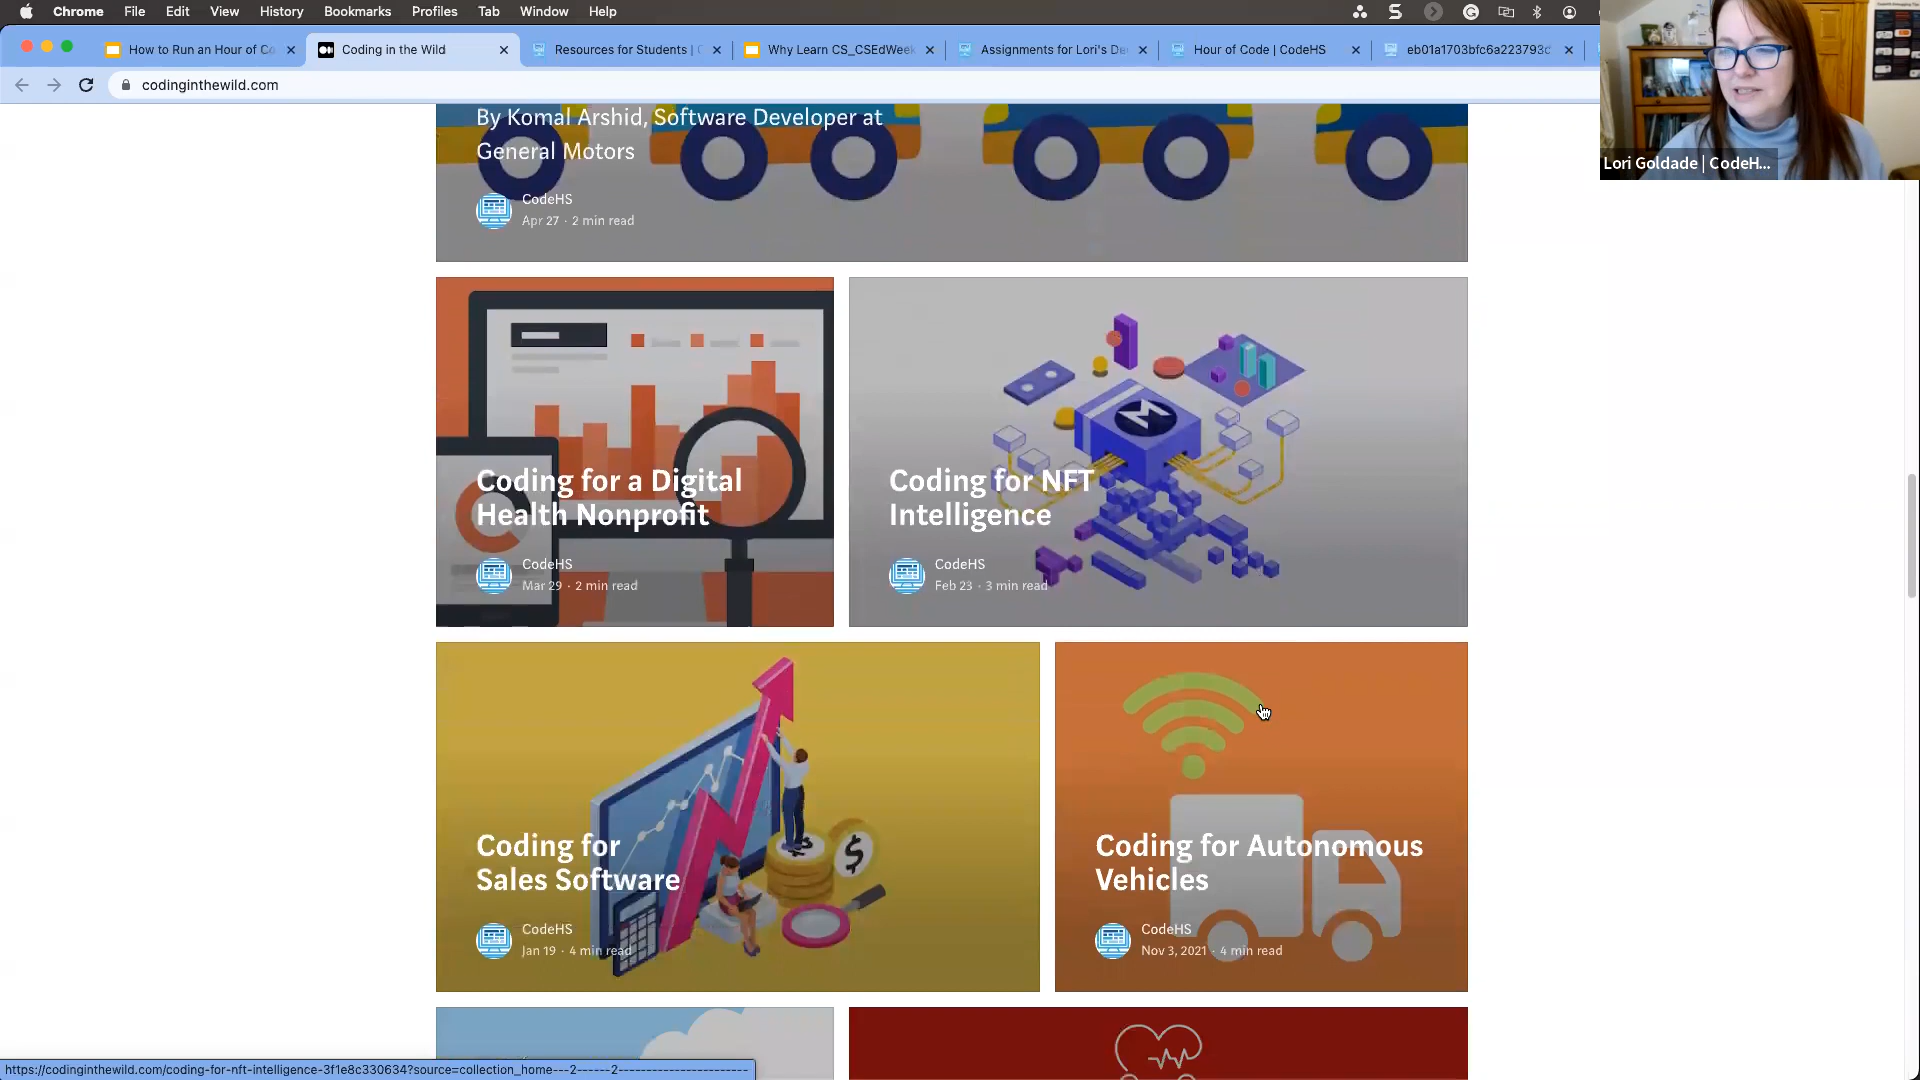 Chrome File Edit View History Bookmarks Profiles Tab Window Help
How to Run an Hour of Co
Coding in the Wild
Resources for Students |
Why Learn CS_CSEdWeek
Assignments for Lori's De
Hour of Code | CodeHS
eb01a1703bfc6a223793c
codinginthewild.com
Lori Goldade | CodeH...
By Komal Arshid, Software Developer at
General Motors
CodeHS
Apr 27 · 2 min read
Coding for a Digital
Health Nonprofit
CodeHS
Mar 29 · 2 min read
Coding for NFT
Intelligence
CodeHS
Feb 23 · 3 min read
Coding for
Sales Software
CodeHS
Jan 19 · 4 min read
Coding for Autonomous
Vehicles
CodeHS
Nov 3, 2021 · 4 min read
https://codinginthewild.com/coding-for-nft-intelligence-3f1e8c330634?source=collection_home---2------2-----------------------